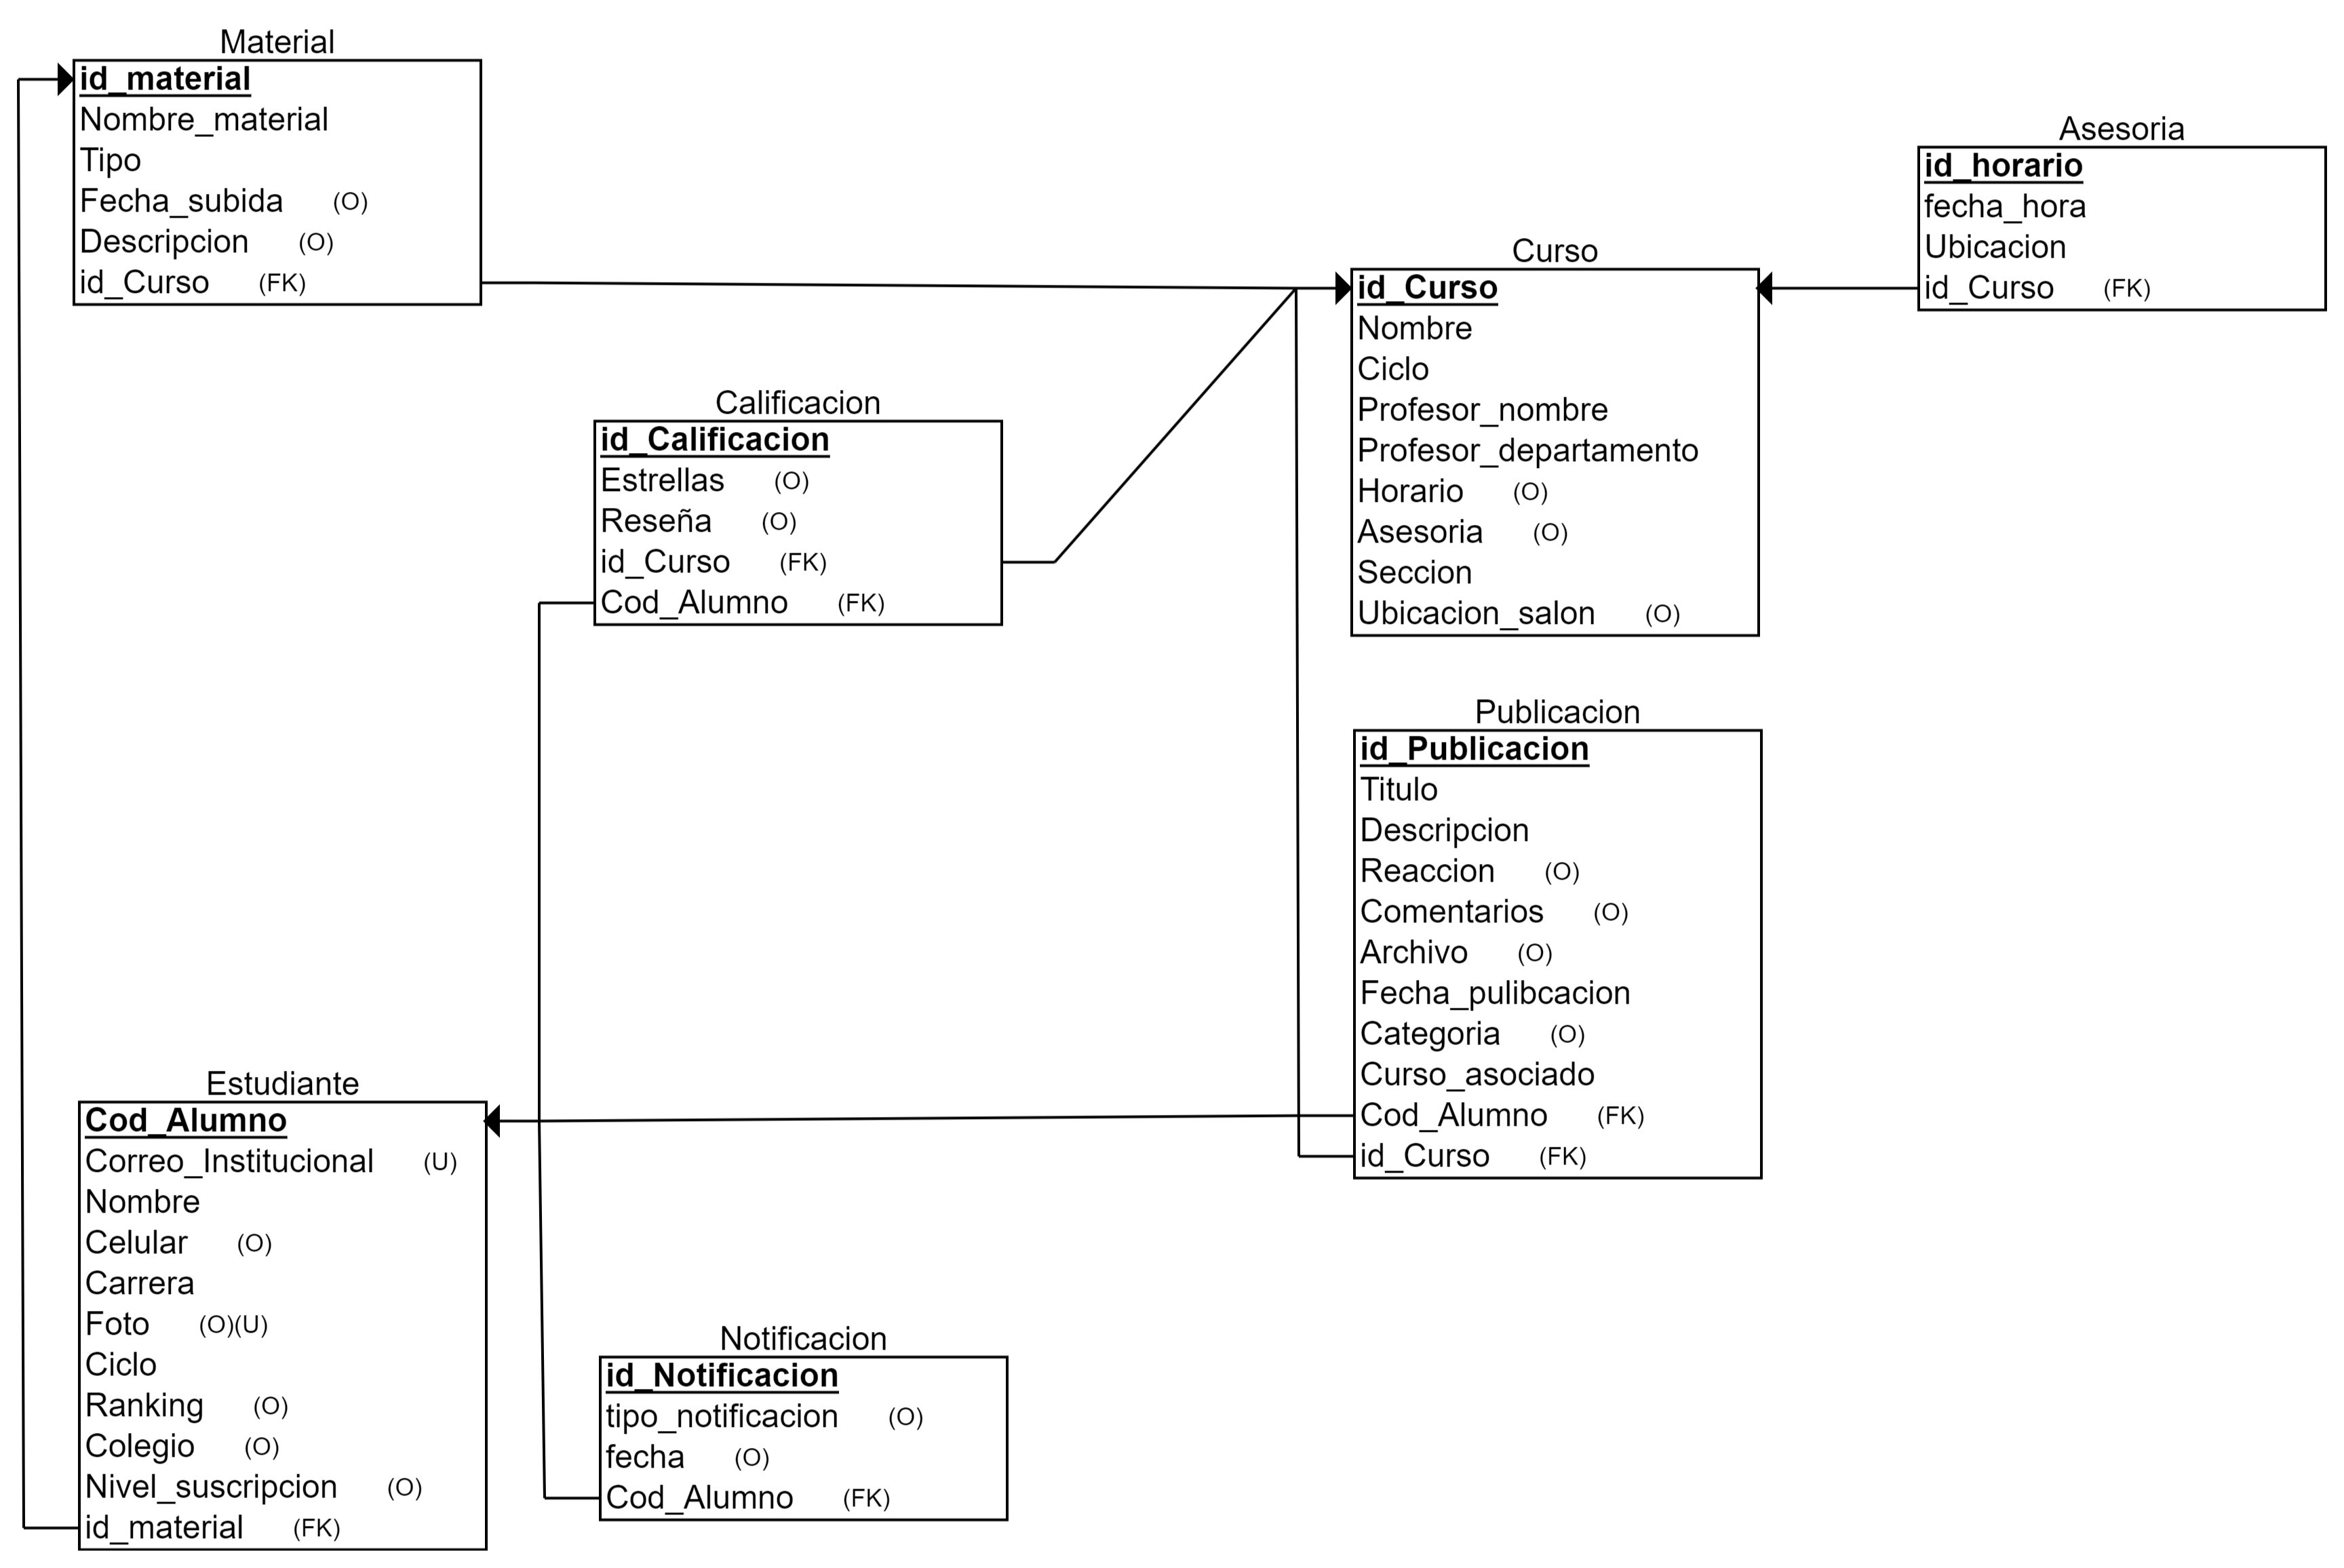 Material
id_material
Nombre_material
Tipo
Fecha_subida (O)
Descripcion (O)
id_Curso (FK)
Asesoria
id_horario
fecha_hora
Ubicacion
id_Curso (FK)
Curso
id_Curso
Nombre
Ciclo
Profesor_nombre
Profesor_departamento
Horario (O)
Asesoria (O)
Seccion
Ubicacion_salon (O)
Calificacion
id_Calificacion
Estrellas (O)
Reseña (O)
id_Curso (FK)
Cod_Alumno (FK)
Publicacion
id_Publicacion
Titulo
Descripcion
Reaccion (O)
Comentarios (O)
Archivo (O)
Fecha_pulibcacion
Categoria (O)
Curso_asociado
Cod_Alumno (FK)
id_Curso (FK)
Estudiante
Cod_Alumno
Correo_Institucional (U)
Nombre
Celular (O)
Carrera
Foto (O)(U)
Ciclo
Ranking (O)
Colegio (O)
Nivel_suscripcion (O)
id_material (FK)
Notificacion
id_Notificacion
tipo_notificacion (O)
fecha (O)
Cod_Alumno (FK)